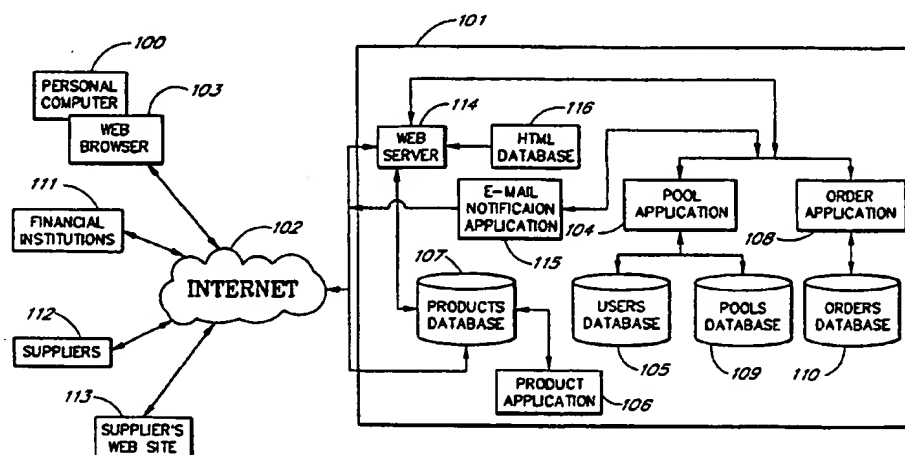 100
PERSONAL
COMPUTER
103
WEB
BROWSER
111
FINANCIAL
INSTITUTIONS
102
INTERNET
112
SUPPLIERS
113
SUPPLIER'S
WEB SITE
101
114
WEB
SERVER
116
HTML
DATABASE
E-MAIL
NOTIFICAION
APPLICATION
115
104
POOL
APPLICATION
108
ORDER
APPLICATION
107
PRODUCTS
DATABASE
USERS
DATABASE
105
POOLS
DATABASE
109
ORDERS
DATABASE
110
PRODUCT
APPLICATION
106